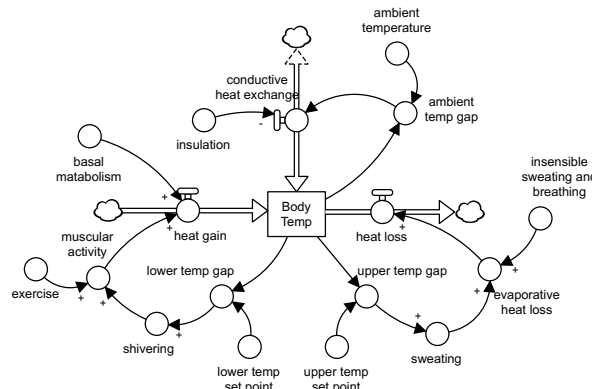 ambient
temperature
conductive
heat exchange
ambient
temp gap
-
insulation
insensible
sweating and
breathing
basal
matabolism
+
Body
Temp
+
heat gain
heat loss
muscular
activity
lower temp gap
upper temp gap
+
exercise
+
+
+
evaporative
heat loss
+
+
shivering
sweating
lower temp
set point
upper temp
set point